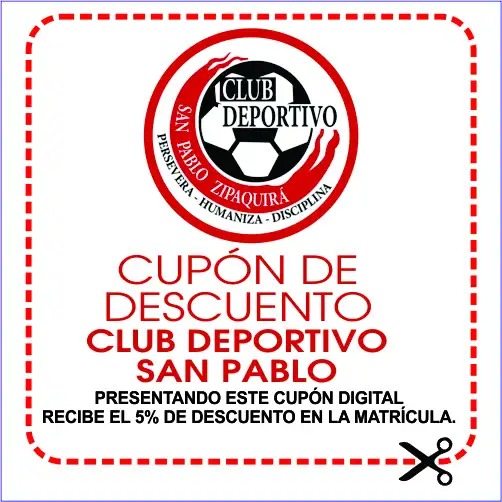 CLUB
DEPORTIVO
SAN PABLO ZIPAQUIRÁ
PERSEVERA - HUMANIZA - DISCIPLINA
CUPÓN DE
DESCUENTO
CLUB DEPORTIVO
SAN PABLO
PRESENTANDO ESTE CUPÓN DIGITAL
RECIBE EL 5% DE DESCUENTO EN LA MATRÍCULA.